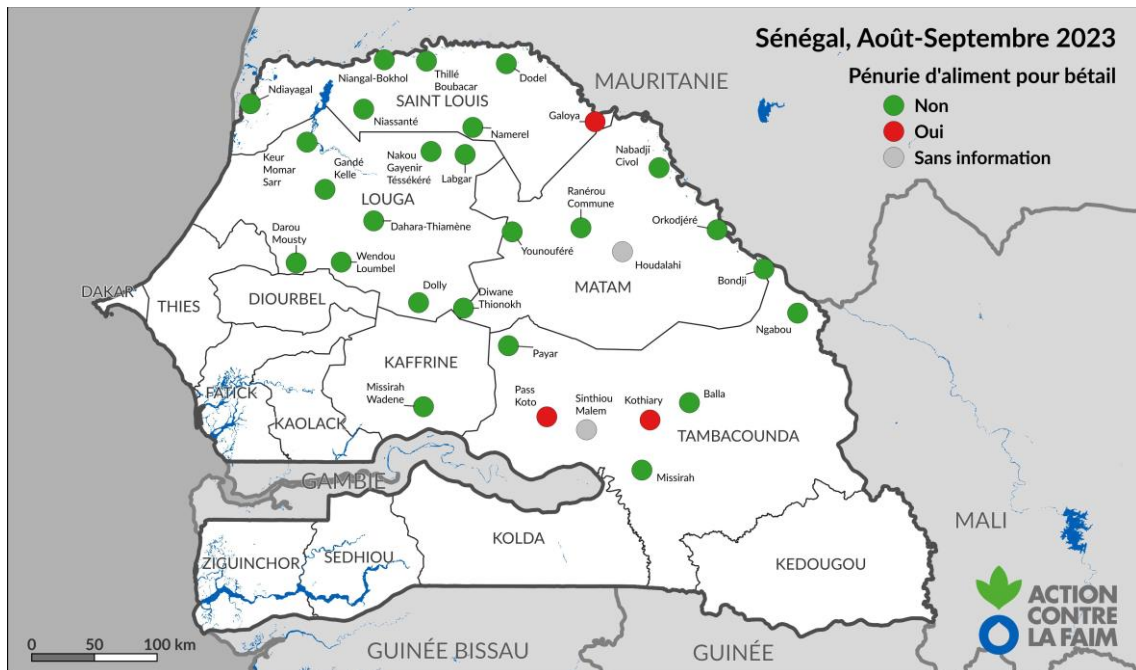 Sénégal, Août-Septembre 2023
Pénurie d'aliment pour bétail
Non
Oui
Sans information
MAURITANIE
Niangal-Bokhol
Thillé
Boubacar
Dodel
Ndiayagal
SAINT LOUIS
Niassanté
Namerel
Galoya
Keur
Momar
Sarr
Gandé
Kelle
Nakou
Gayenir
Téssékéré
Labgar
Nabadji
Civol
LOUGA
Ranérou
Commune
Dahara-Thiamène
Orkodjéré
Darou
Mousty
Wendou
Loumbel
Younouféré
Houdalahi
Bondji
DAKAR
THIES
DIOURBEL
Dolly
Diwane
Thionokh
MATAM
Ngabou
KAFFRINE
Payar
Missirah
Wadene
Pass
Koto
Sinthiou
Malem
Kothiary
Balla
FATICK
KAOLACK
TAMBACOUNDA
GAMBIE
Missirah
MALI
ZIGUINCHOR
SEDHIOU
KOLDA
KEDOUGOU
ACTION
CONTRE
LA FAIM
0 50 100 km
GUINÉE BISSAU
GUINÉE